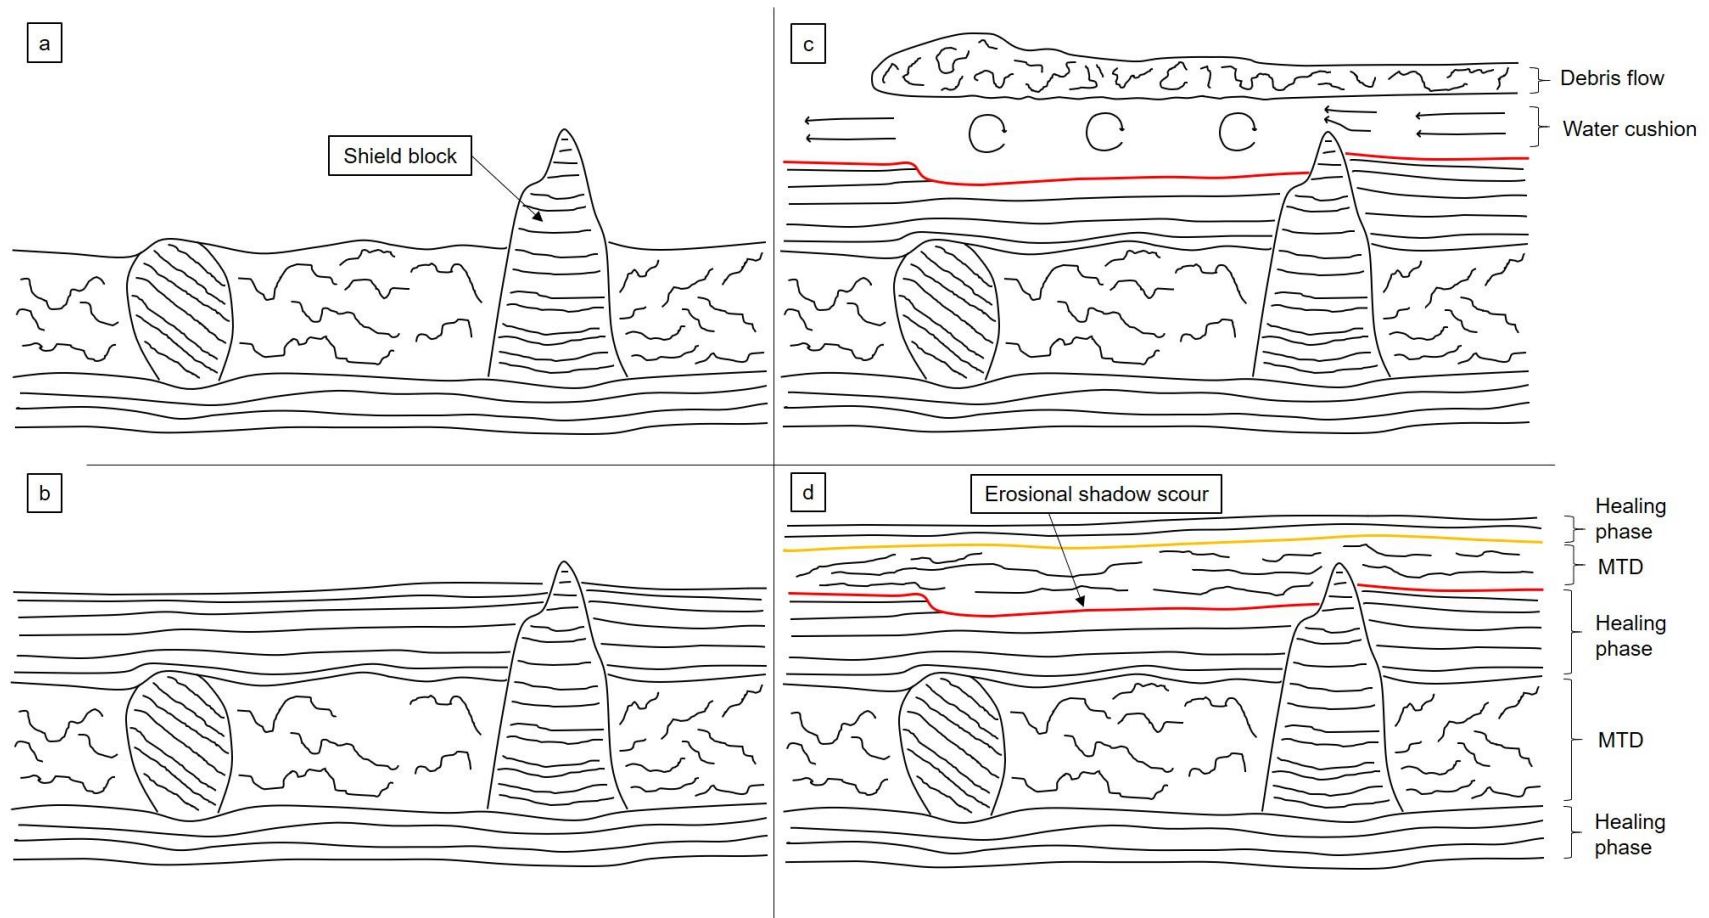 a
Shield block
c
Debris flow
Water cushion
b
d
Erosional shadow scour
Healing
phase
MTD
Healing
phase
MTD
Healing
phase